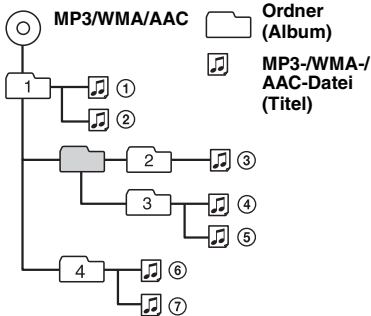 MP3/WMA/AAC
Ordner
(Album)
MP3-/WMA-/
AAC-Datei
(Titel)
1
①
②
2
③
3
④
⑤
4
⑥
⑦